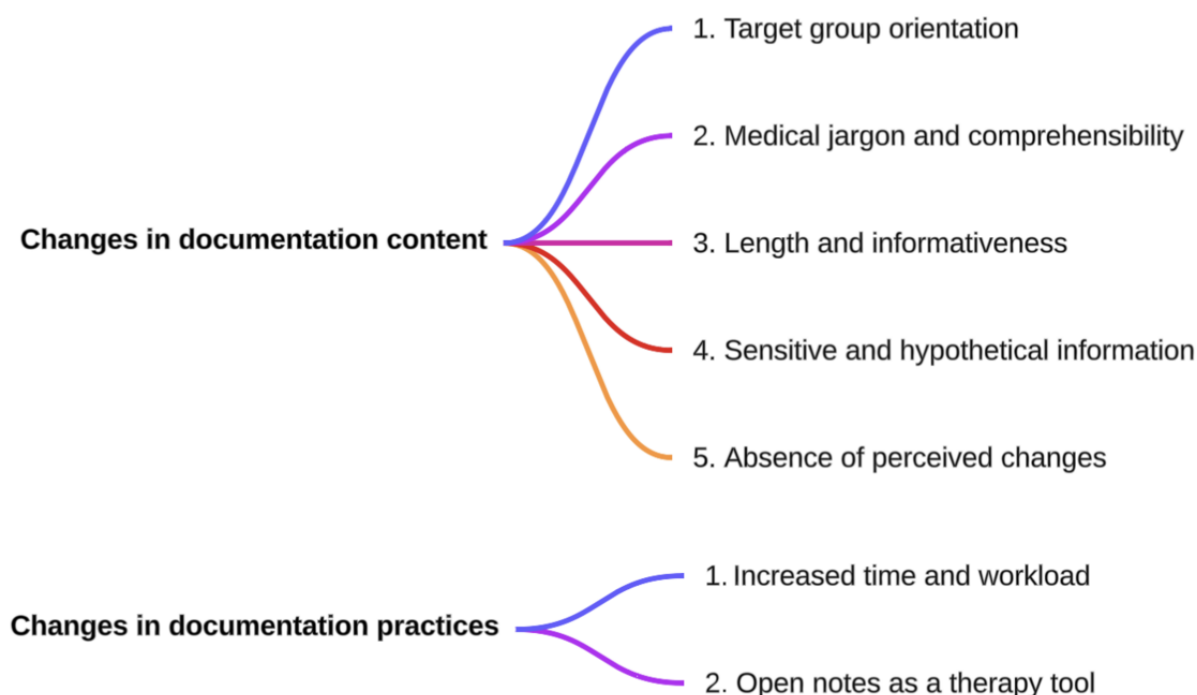 1. Target group orientation
2. Medical jargon and comprehensibility
Changes in documentation content
3. Length and informativeness
4. Sensitive and hypothetical information
5. Absence of perceived changes
1. Increased time and workload
Changes in documentation practices
2. Open notes as a therapy tool